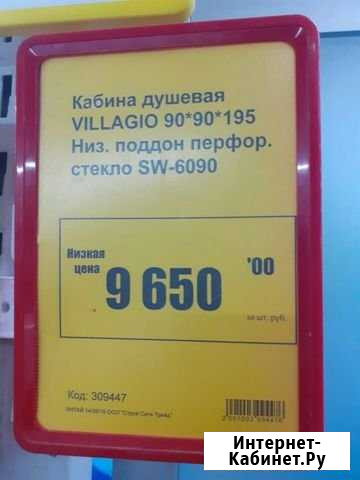 Кабина душевая
VILLAGIO 90*90*195
Низ. поддон перфор.
стекло SW-6090
Низкая
цена
9 650
'00
за шт. руб.
Код: 309447
Интернет-
Кабинет.Ру